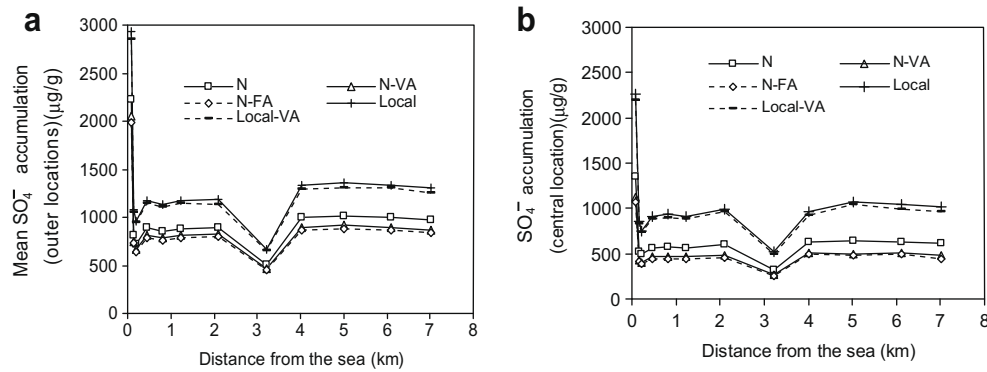 a
Mean SO₄⁻ accumulation
(outer locations)(μg/g)
3000
2500
2000
1500
1000
500
0
N
N-VA
N-FA
Local
Local-VA
0 1 2 3 4 5 6 7 8
Distance from the sea (km)
b
SO₄⁻ accumulation
(central location)(μg/g)
3000
2500
2000
1500
1000
500
0
N
N-VA
N-FA
Local
Local-VA
0 1 2 3 4 5 6 7 8
Distance from the sea (km)